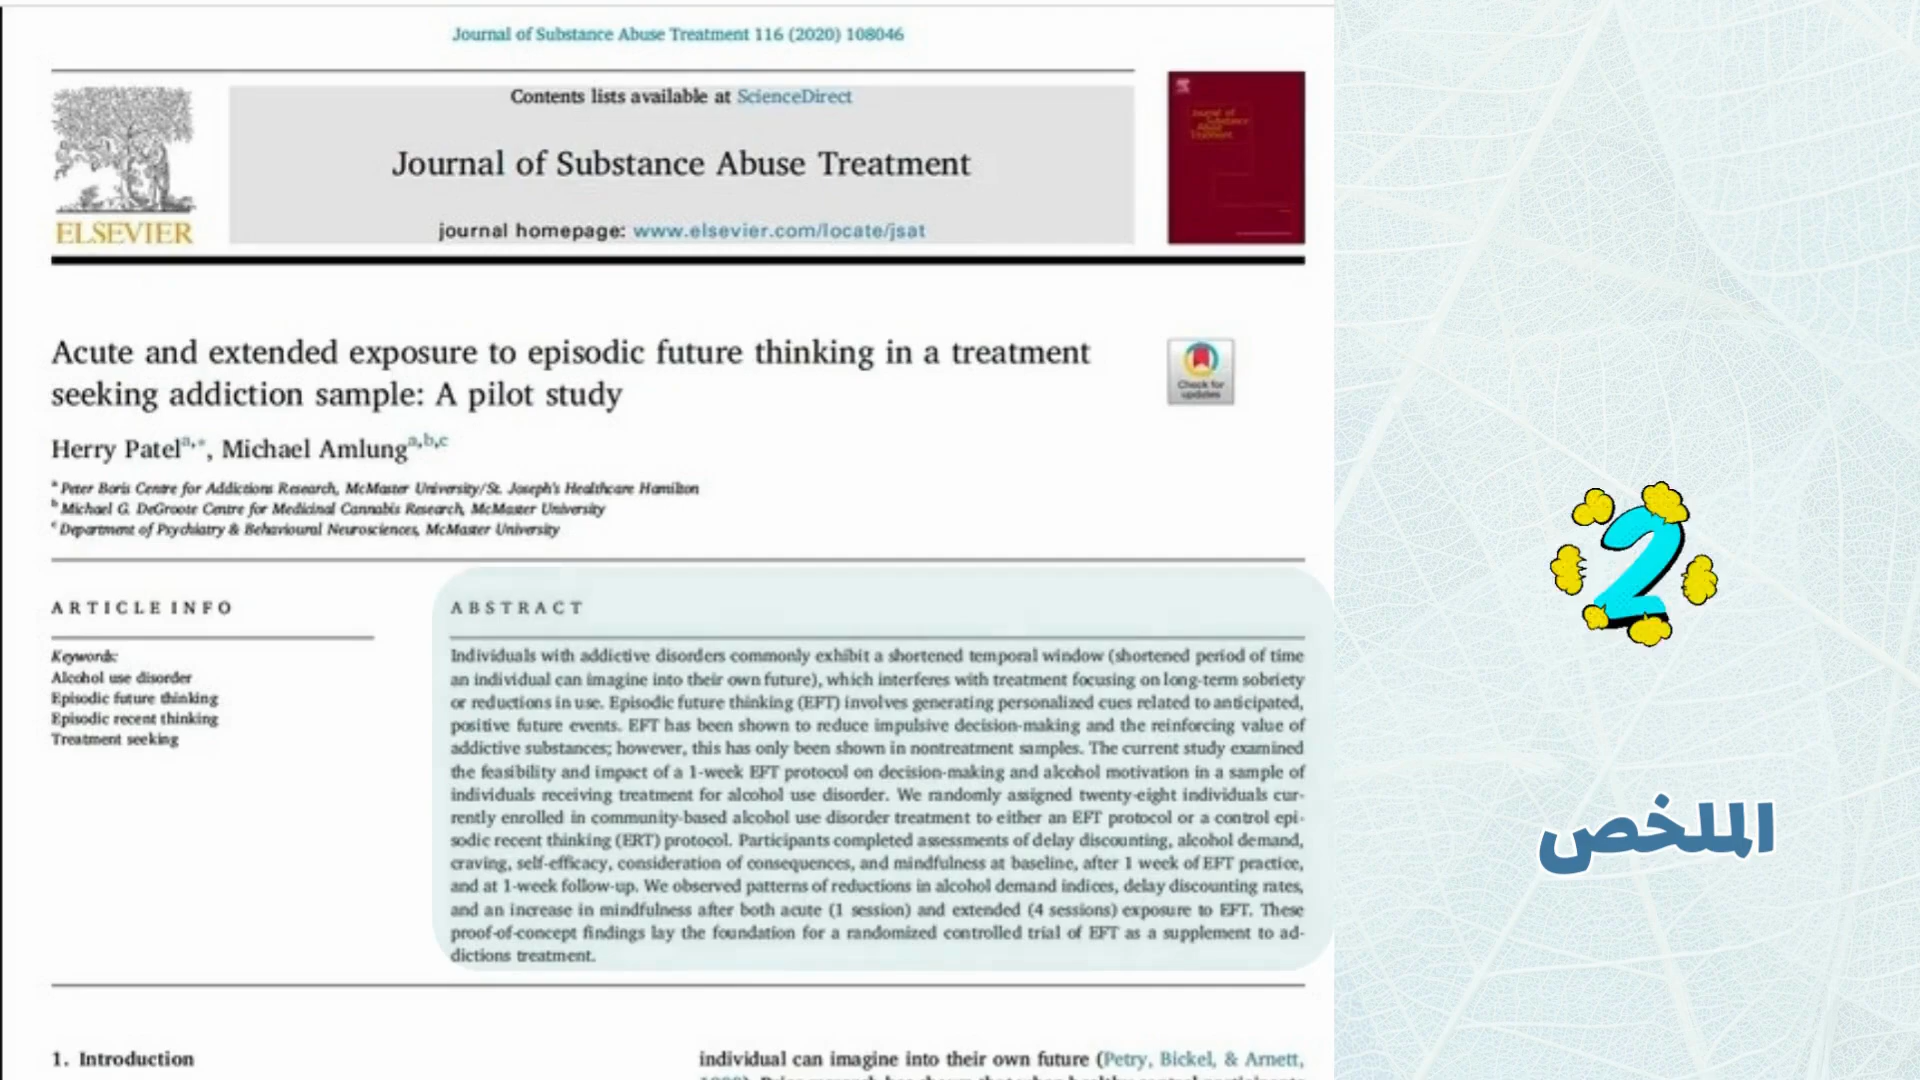 Journal of Substance Abuse Treatment 116 (2020) 108046
Contents lists available at ScienceDirect
Journal of Substance Abuse Treatment
journal homepage: www.elsevier.com/locate/jsat
ELSEVIER
Journal of
Substance
Abuse
Treatment
Acute and extended exposure to episodic future thinking in a treatment
seeking addiction sample: A pilot study
Check for
updates
Herry Patel a,*, Michael Amlung a,b,c
a Peter Boris Centre for Addictions Research, McMaster University/St. Joseph's Healthcare Hamilton
b Michael G. DeGroote Centre for Medicinal Cannabis Research, McMaster University
c Department of Psychiatry & Behavioural Neurosciences, McMaster University
ARTICLE INFO
Keywords:
Alcohol use disorder
Episodic future thinking
Episodic recent thinking
Treatment seeking
ABSTRACT
Individuals with addictive disorders commonly exhibit a shortened temporal window (shortened period of time
an individual can imagine into their own future), which interferes with treatment focusing on long-term sobriety
or reductions in use. Episodic future thinking (EFT) involves generating personalized cues related to anticipated,
positive future events. EFT has been shown to reduce impulsive decision-making and the reinforcing value of
addictive substances; however, this has only been shown in nontreatment samples. The current study examined
the feasibility and impact of a 1-week EFT protocol on decision-making and alcohol motivation in a sample of
individuals receiving treatment for alcohol use disorder. We randomly assigned twenty-eight individuals cur-
rently enrolled in community-based alcohol use disorder treatment to either an EFT protocol or a control epi-
sodic recent thinking (ERT) protocol. Participants completed assessments of delay discounting, alcohol demand,
craving, self-efficacy, consideration of consequences, and mindfulness at baseline, after 1 week of EFT practice,
and at 1-week follow-up. We observed patterns of reductions in alcohol demand indices, delay discounting rates,
and an increase in mindfulness after both acute (1 session) and extended (4 sessions) exposure to EFT. These
proof-of-concept findings lay the foundation for a randomized controlled trial of EFT as a supplement to ad-
dictions treatment.
1. Introduction
individual can imagine into their own future (Petry, Bickel, & Arnett,
2
الملخص